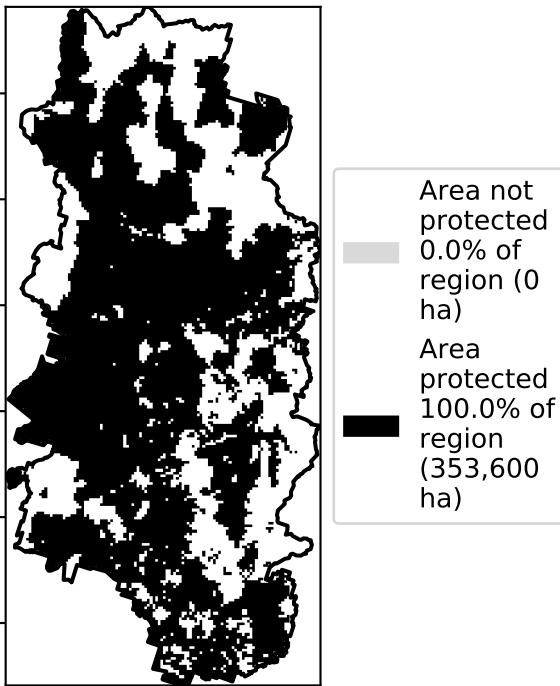 Area not
protected
0.0% of
region (0
ha)
Area
protected
100.0% of
region
(353,600
ha)